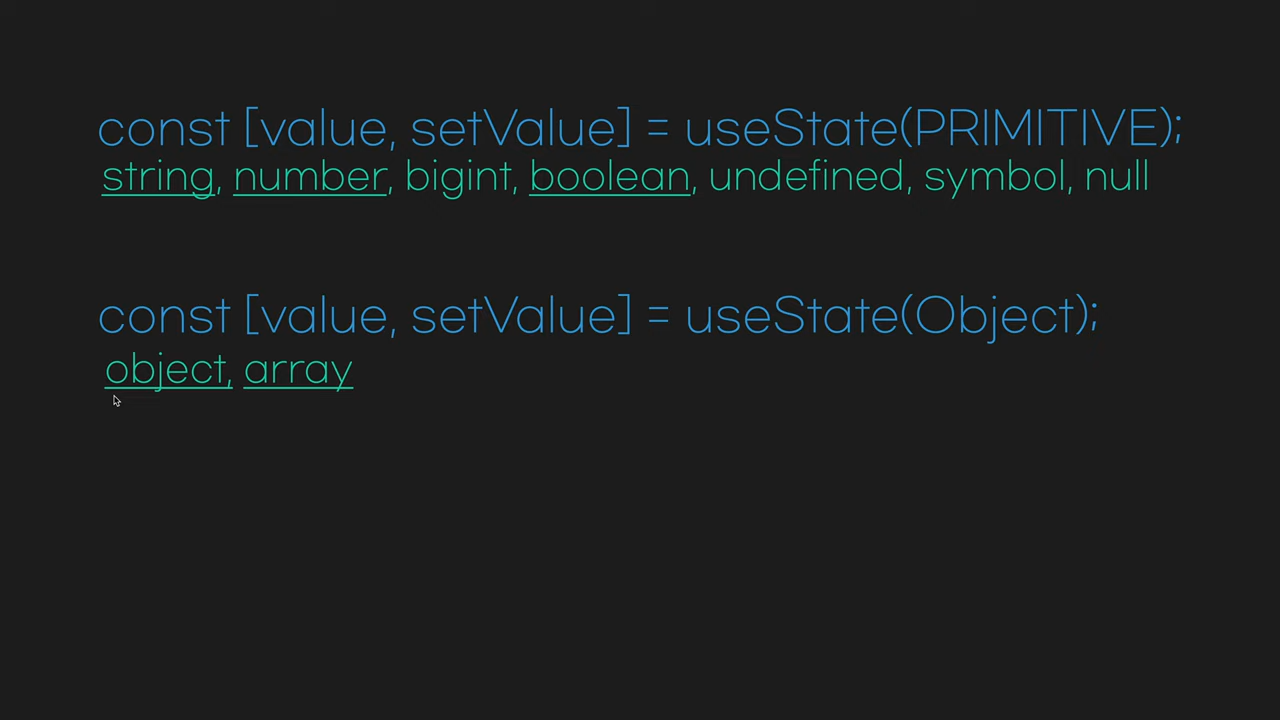 const [value, setValue] = useState(PRIMITIVE);
string, number, bigint, boolean, undefined, symbol, null
const [value, setValue] = useState(Object);
object, array